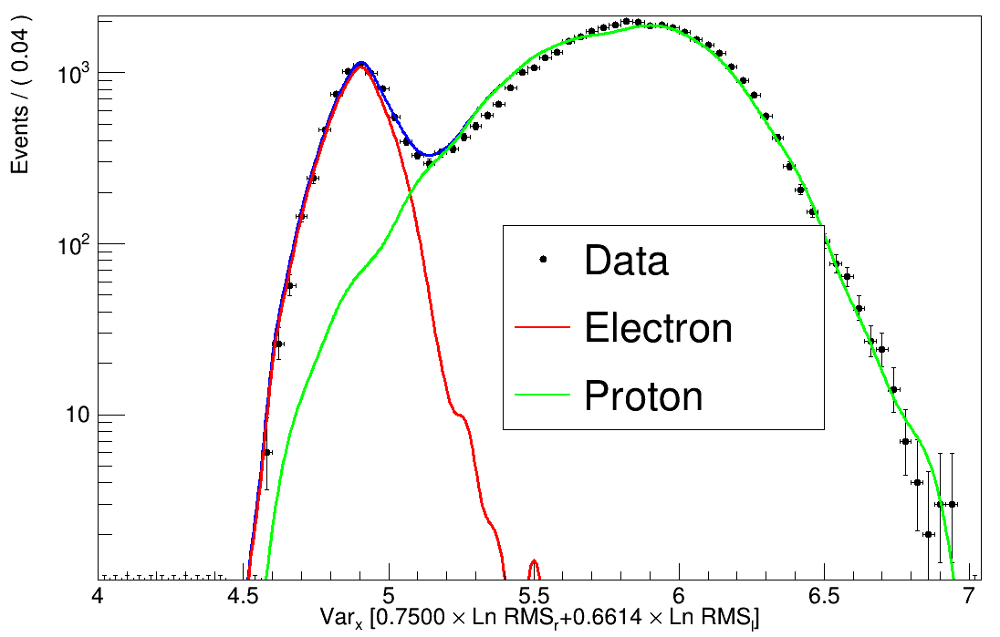 Events / ( 0.04 )
10³
10²
10
Data
Electron
Proton
4 4.5 5 5.5 6 6.5 7
Varₓ [0.7500 × Ln RMSᵣ+0.6614 × Ln RMSₗ]